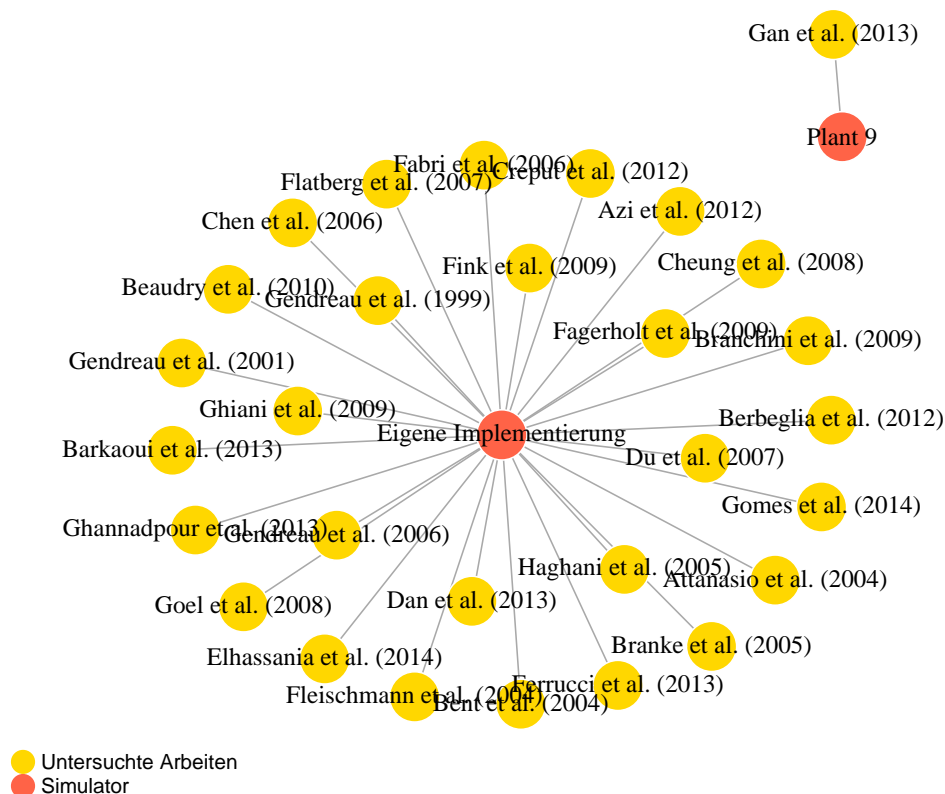 Gan et al. (2013)
Plant 9
Fabri et al. (2006)
Creput et al. (2012)
Flatberg et al. (2007)
Azi et al. (2012)
Chen et al. (2006)
Fink et al. (2009)
Cheung et al. (2008)
Beaudry et al. (2010)
Gendreau et al. (1999)
Fagerholt et al. (2009)
Branchini et al. (2009)
Gendreau et al. (2001)
Ghiani et al. (2009)
Berbeglia et al. (2012)
Eigene Implementierung
Barkaoui et al. (2013)
Du et al. (2007)
Gomes et al. (2014)
Ghannadpour et al. (2013)
Gendreau et al. (2006)
Haghani et al. (2005)
Attanasio et al. (2004)
Goel et al. (2008)
Dan et al. (2013)
Branke et al. (2005)
Elhassania et al. (2014)
Ferrucci et al. (2013)
Fleischmann et al. (2004)
Bent et al. (2004)
Untersuchte Arbeiten
Simulator